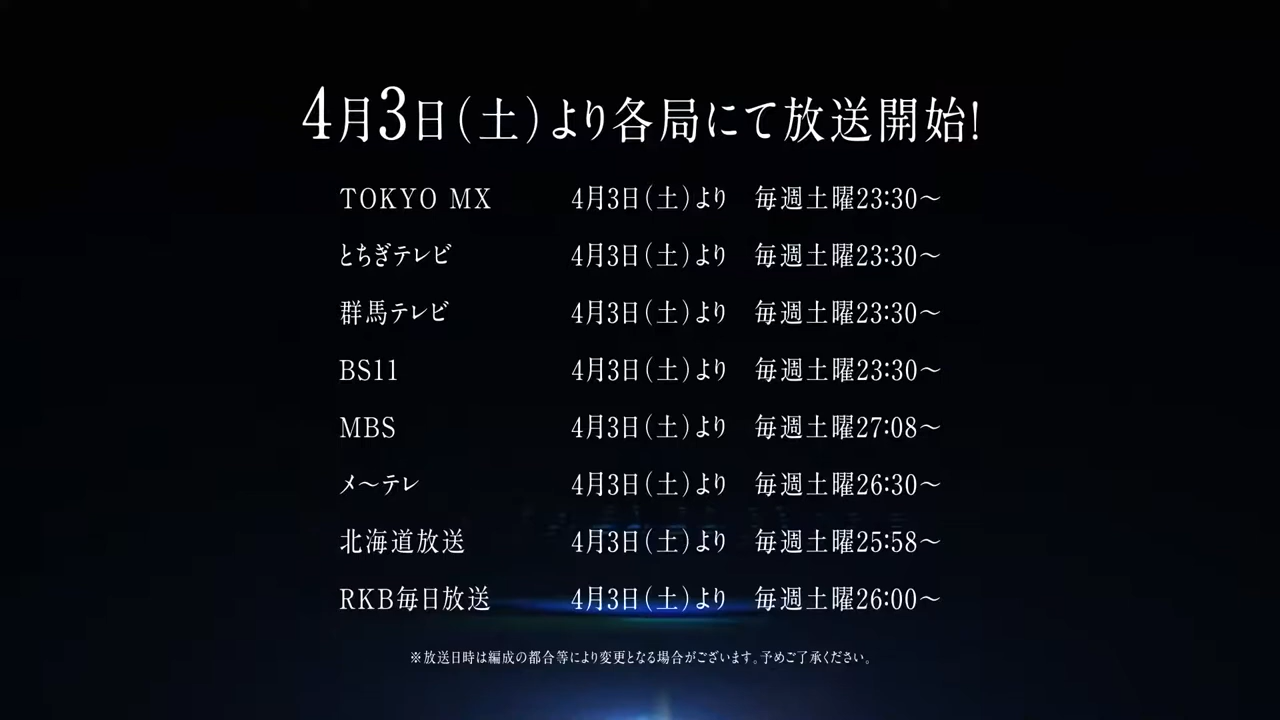 4月3日(土)より各局にて放送開始!
TOKYO MX 4月3日(土)より 毎週土曜23:30〜
とちぎテレビ 4月3日(土)より 毎週土曜23:30〜
群馬テレビ 4月3日(土)より 毎週土曜23:30〜
BS11 4月3日(土)より 毎週土曜23:30〜
MBS 4月3日(土)より 毎週土曜27:08〜
メ〜テレ 4月3日(土)より 毎週土曜26:30〜
北海道放送 4月3日(土)より 毎週土曜25:58〜
RKB毎日放送 4月3日(土)より 毎週土曜26:00〜
※放送日時は編成の都合等により変更となる場合がございます。予めご了承ください。